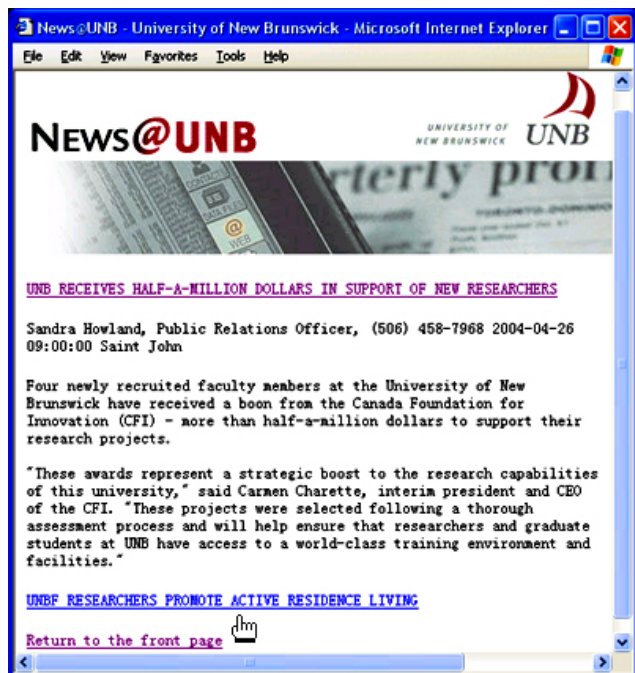 News@UNB - University of New Brunswick - Microsoft Internet Explorer
File Edit View Favorites Tools Help
NEWS@UNB
UNIVERSITY OF
NEW BRUNSWICK
UNB
rterly
CONTACTS
DATA FILES
@
WEB
TORONTO-DOMINION
UNB RECEIVES HALF-A-MILLION DOLLARS IN SUPPORT OF NEW RESEARCHERS
Sandra Howland, Public Relations Officer, (506) 458-7968 2004-04-26
09:00:00 Saint John
Four newly recruited faculty members at the University of New
Brunswick have received a boon from the Canada Foundation for
Innovation (CFI) - more than half-a-million dollars to support their
research projects.
"These awards represent a strategic boost to the research capabilities
of this university," said Carmen Charette, interim president and CEO
of the CFI. "These projects were selected following a thorough
assessment process and will help ensure that researchers and graduate
students at UNB have access to a world-class training environment and
facilities."
UNBF RESEARCHERS PROMOTE ACTIVE RESIDENCE LIVING
Return to the front page